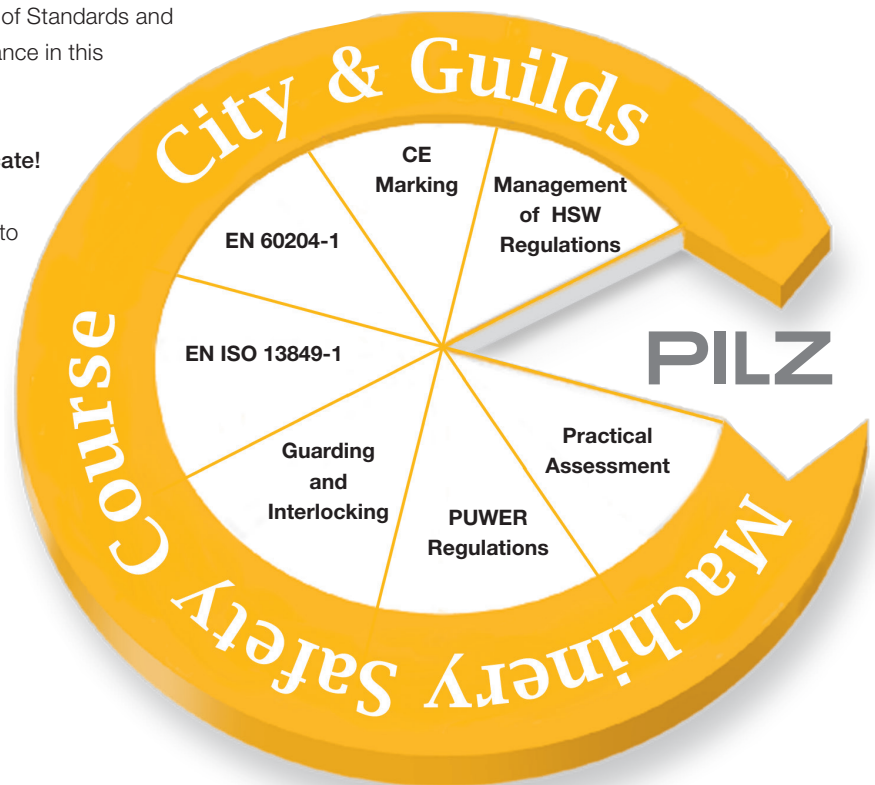 of Standards and
ance in this
ate!
to
City & Guilds
Machinery Safety Course
CE
Marking
Management
of HSW
Regulations
EN 60204-1
EN ISO 13849-1
Guarding
and
Interlocking
PUWER
Regulations
Practical
Assessment
PILZ